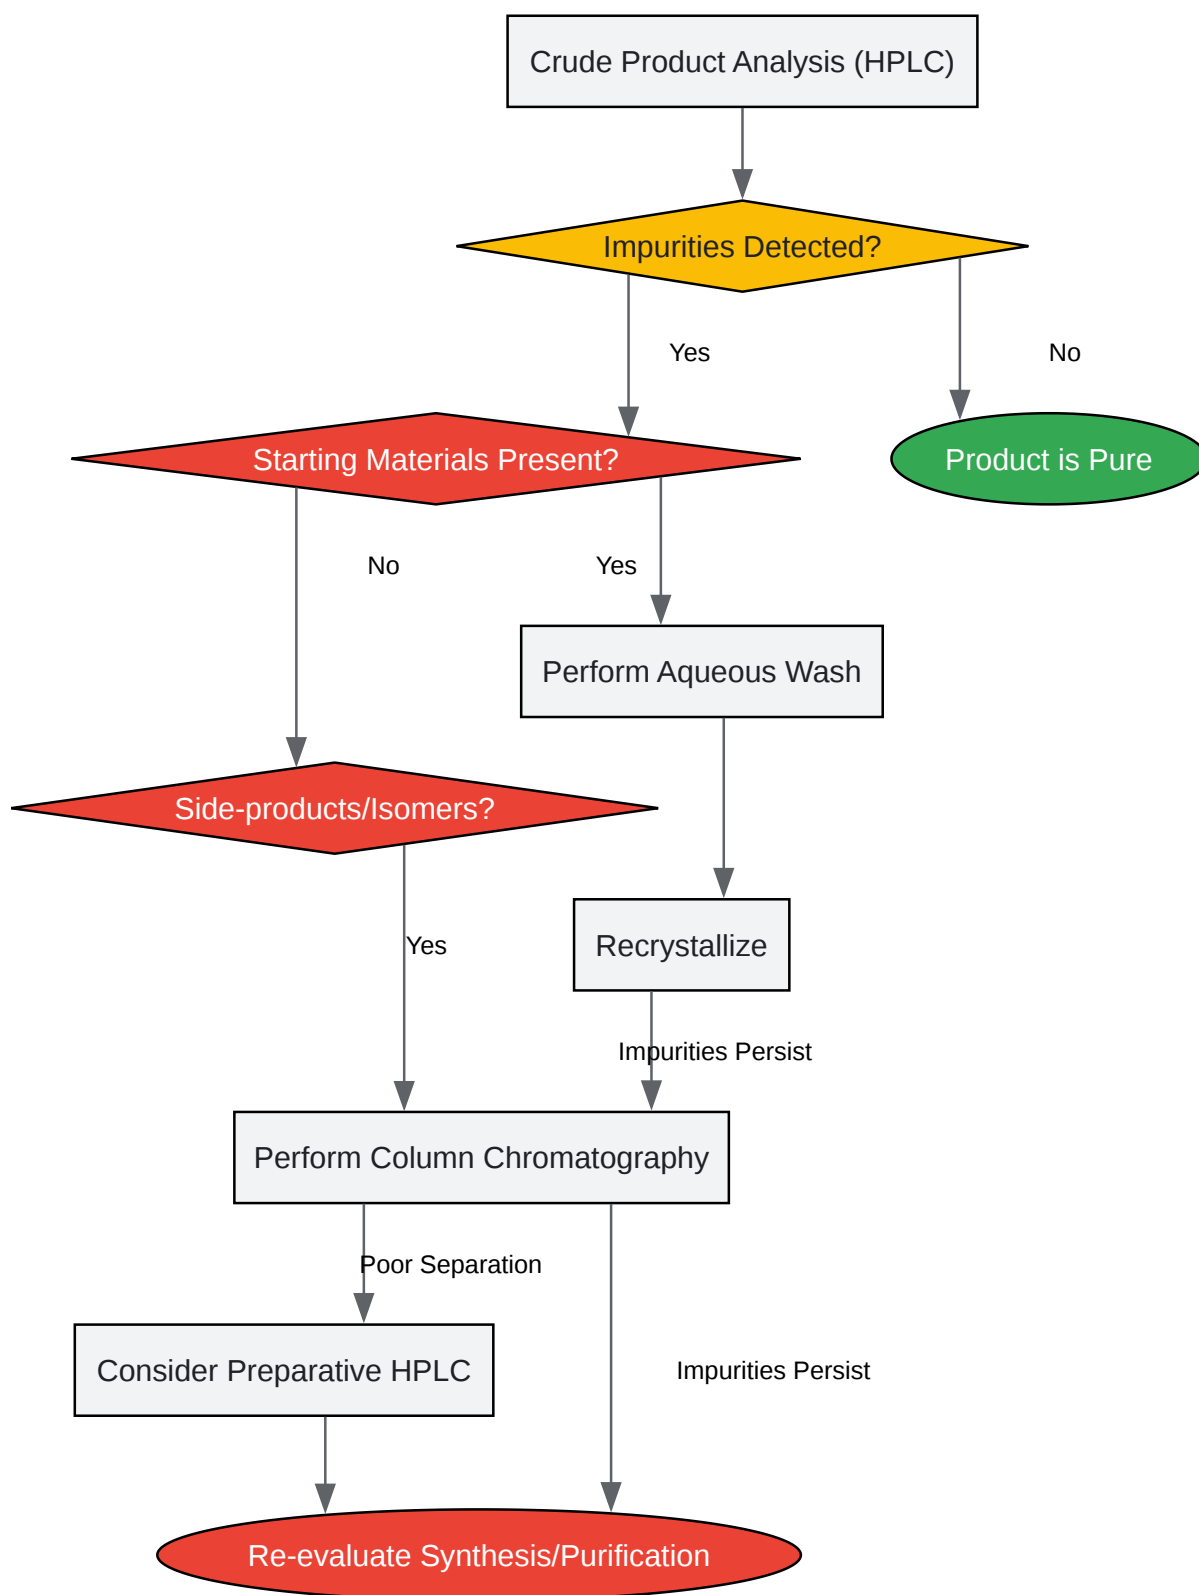 Crude Product Analysis (HPLC)
Impurities Detected?
Yes
No
Starting Materials Present?
Product is Pure
No
Yes
Perform Aqueous Wash
Side-products/Isomers?
Yes
Recrystallize
Impurities Persist
Perform Column Chromatography
Poor Separation
Consider Preparative HPLC
Impurities Persist
Re-evaluate Synthesis/Purification